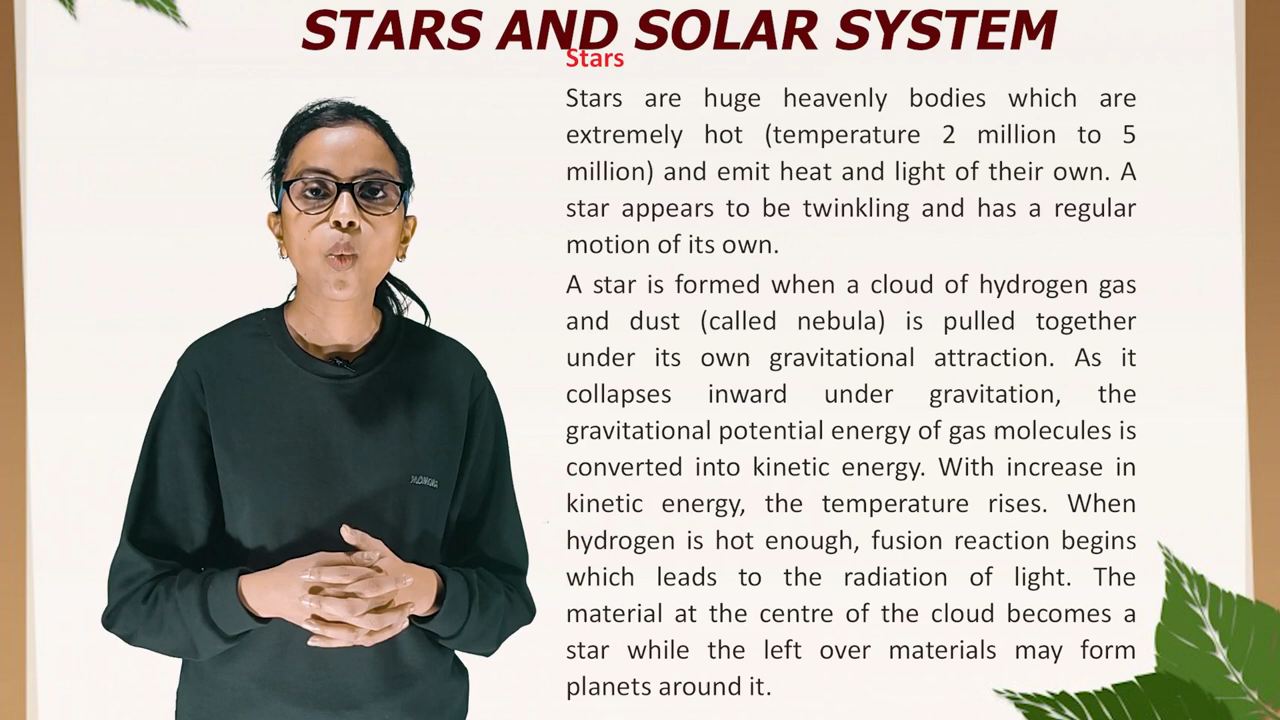 STARS AND SOLAR SYSTEM
Stars
Stars are huge heavenly bodies which are
extremely hot (temperature 2 million to 5
million) and emit heat and light of their own. A
star appears to be twinkling and has a regular
motion of its own.
A star is formed when a cloud of hydrogen gas
and dust (called nebula) is pulled together
under its own gravitational attraction. As it
collapses inward under gravitation, the
gravitational potential energy of gas molecules is
converted into kinetic energy. With increase in
kinetic energy, the temperature rises. When
hydrogen is hot enough, fusion reaction begins
which leads to the radiation of light. The
material at the centre of the cloud becomes a
star while the left over materials may form
planets around it.